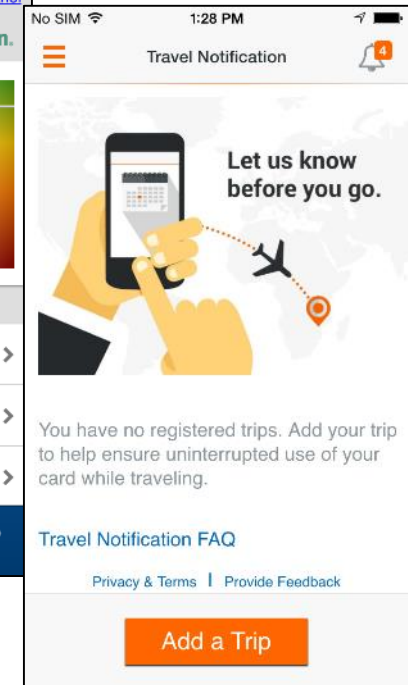 No SIM 1:28 PM
Travel Notification
4
Let us know
before you go.
You have no registered trips. Add your trip
to help ensure uninterrupted use of your
card while traveling.
Travel Notification FAQ
Privacy & Terms | Provide Feedback
Add a Trip